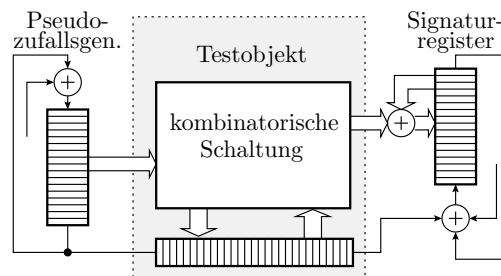 Pseudo-
zufallsgen.
Testobjekt
kombinatorische
Schaltung
Signatur-
register